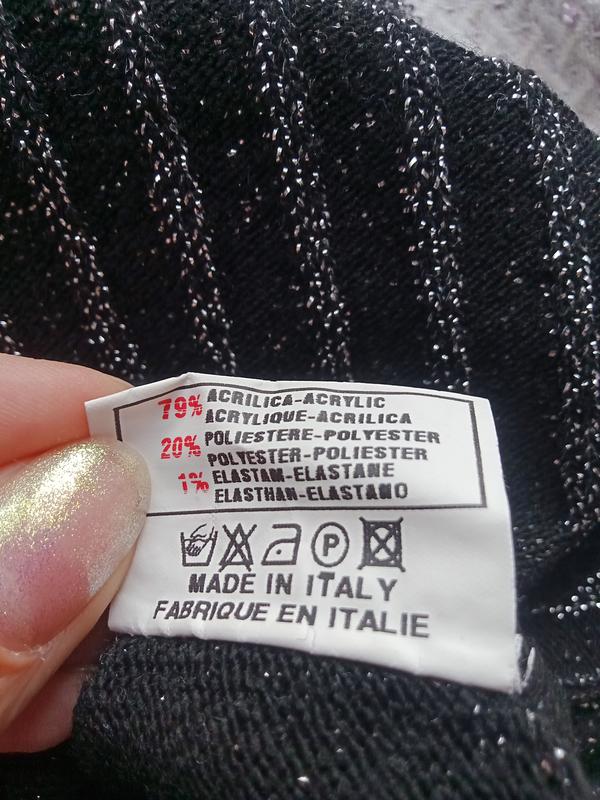 79% ACRILICA-ACRYLIC
ACRYLIQUE-ACRILICA
20% POLIESTERE-POLYESTER
POLYESTER-POLIESTER
1% ELASTAM-ELASTANE
ELASTHAN-ELASTANO
P
MADE IN ITALY
FABRIQUE EN ITALIE